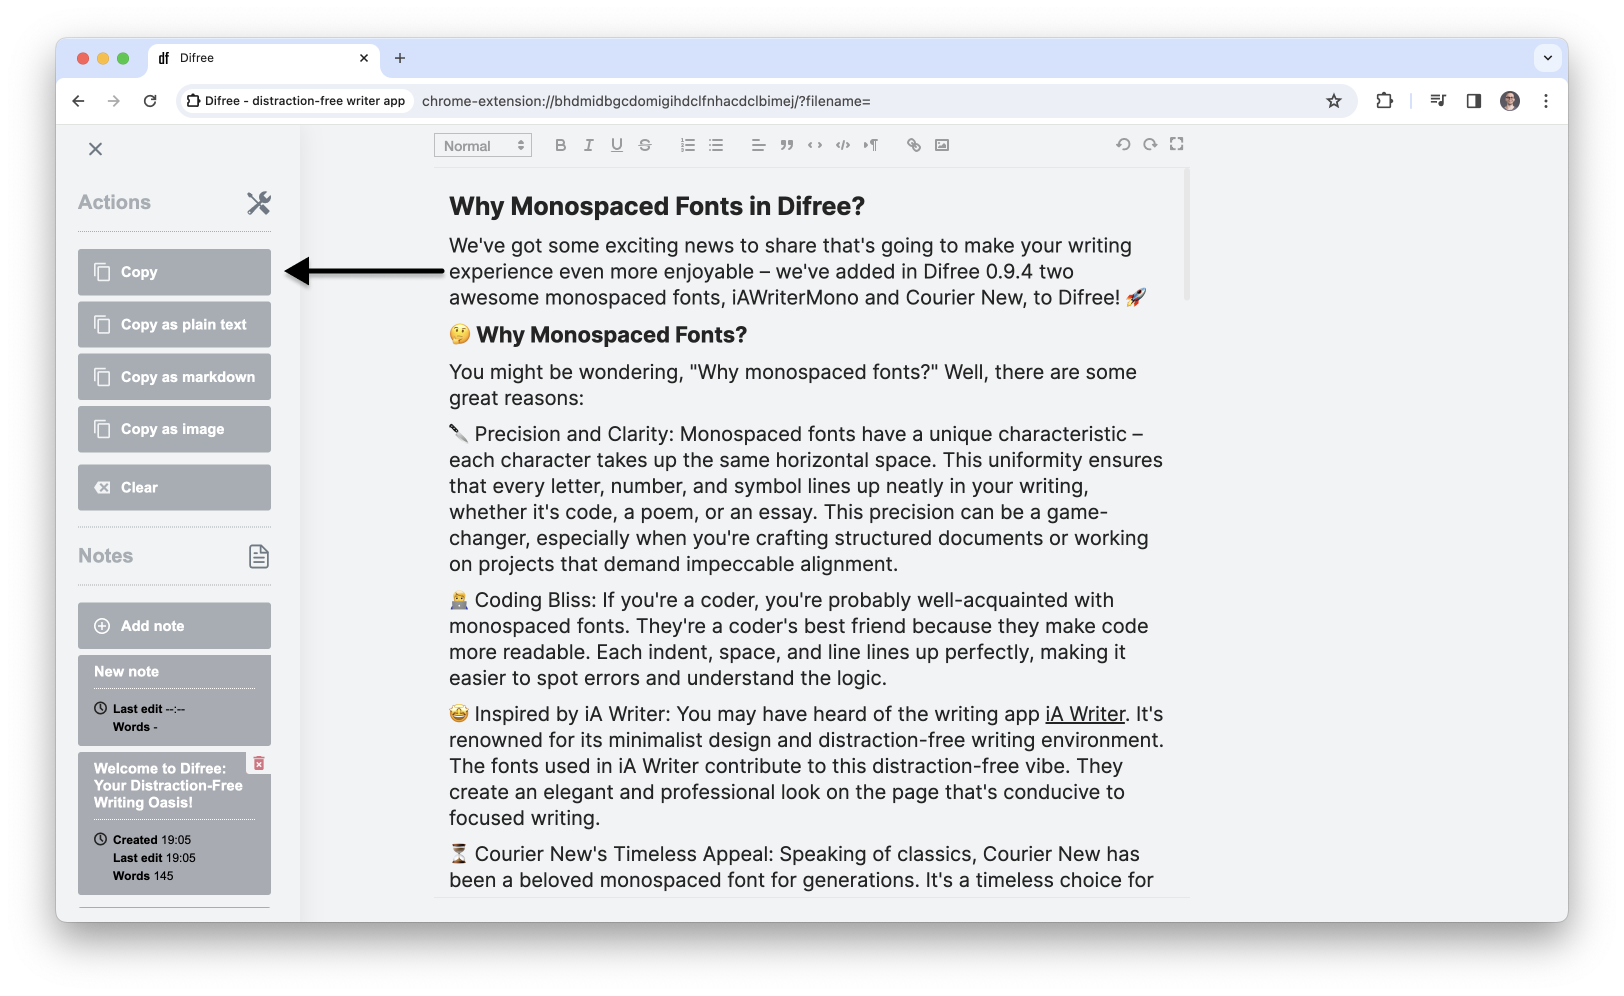 df Difree
Difree - distraction-free writer app chrome-extension://bhdmidbgcdomigihdclfnhacdclbimej/?filename=
Actions
Copy
Copy as plain text
Copy as markdown
Copy as image
Clear
Notes
Add note
New note
Last edit --:--
Words -
Welcome to Difree:
Your Distraction-Free
Writing Oasis!
Created 19:05
Last edit 19:05
Words 145
Normal B I U S
Why Monospaced Fonts in Difree?
We've got some exciting news to share that's going to make your writing
experience even more enjoyable – we've added in Difree 0.9.4 two
awesome monospaced fonts, iAWriterMono and Courier New, to Difree! 🚀
🤔 Why Monospaced Fonts?
You might be wondering, "Why monospaced fonts?" Well, there are some
great reasons:
🔪 Precision and Clarity: Monospaced fonts have a unique characteristic –
each character takes up the same horizontal space. This uniformity ensures
that every letter, number, and symbol lines up neatly in your writing,
whether it's code, a poem, or an essay. This precision can be a game-
changer, especially when you're crafting structured documents or working
on projects that demand impeccable alignment.
🧑‍💻 Coding Bliss: If you're a coder, you're probably well-acquainted with
monospaced fonts. They're a coder's best friend because they make code
more readable. Each indent, space, and line lines up perfectly, making it
easier to spot errors and understand the logic.
🤩 Inspired by iA Writer: You may have heard of the writing app iA Writer. It's
renowned for its minimalist design and distraction-free writing environment.
The fonts used in iA Writer contribute to this distraction-free vibe. They
create an elegant and professional look on the page that's conducive to
focused writing.
⏳ Courier New's Timeless Appeal: Speaking of classics, Courier New has
been a beloved monospaced font for generations. It's a timeless choice for